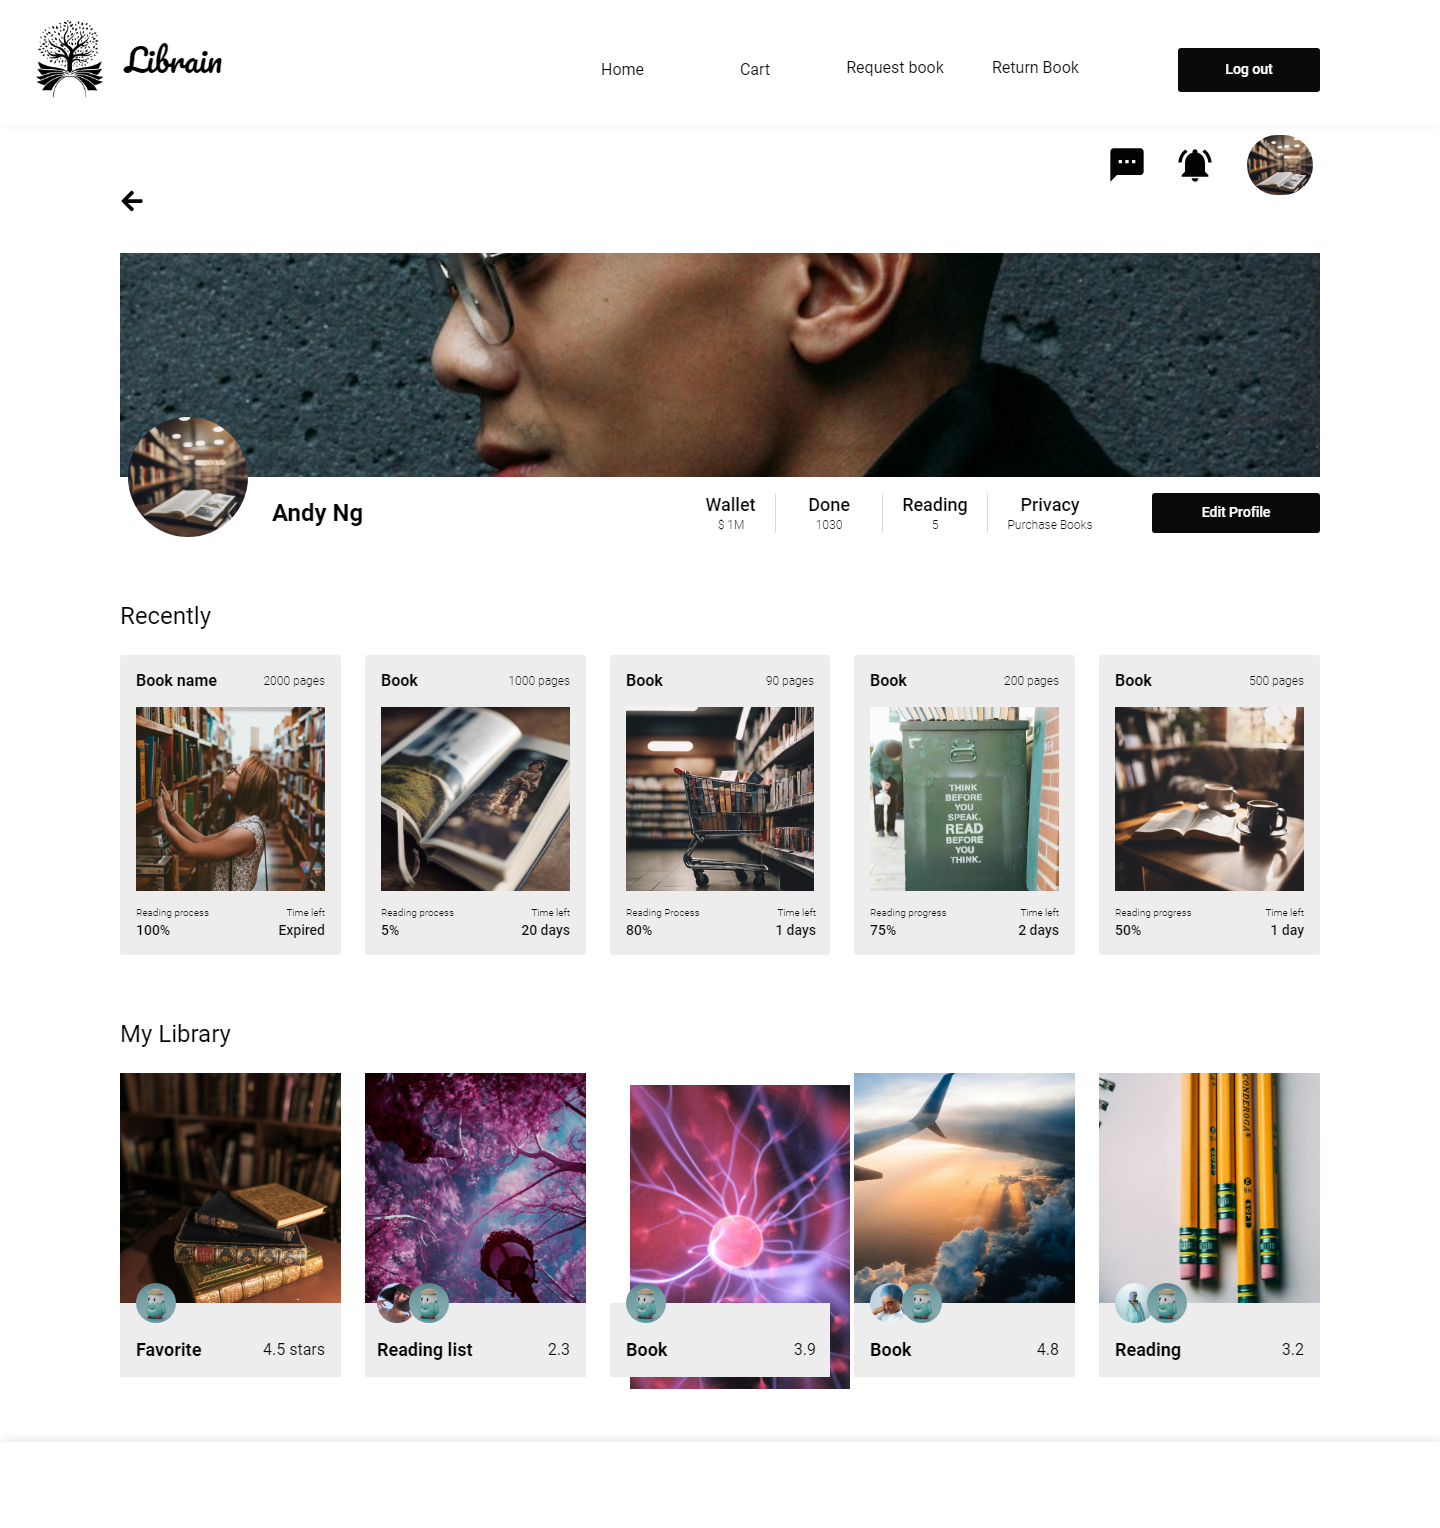 Librain
Home Cart Request book Return Book Log out
Andy Ng
Wallet Done Reading Privacy
$ 1M 1030 5 Purchase Books
Edit Profile
Recently
Book name 2000 pages
Book 1000 pages
Book 90 pages
Book 200 pages
Book 500 pages
THINK
BEFORE
YOU
SPEAK.
READ
BEFORE
YOU
THINK.
Reading process Time left
100% Expired
Reading process Time left
5% 20 days
Reading Process Time left
80% 1 days
Reading progress Time left
75% 2 days
Reading progress Time left
50% 1 day
My Library
CONDEROGA
Favorite 4.5 stars
Reading list 2.3
Book 3.9
Book 4.8
Reading 3.2